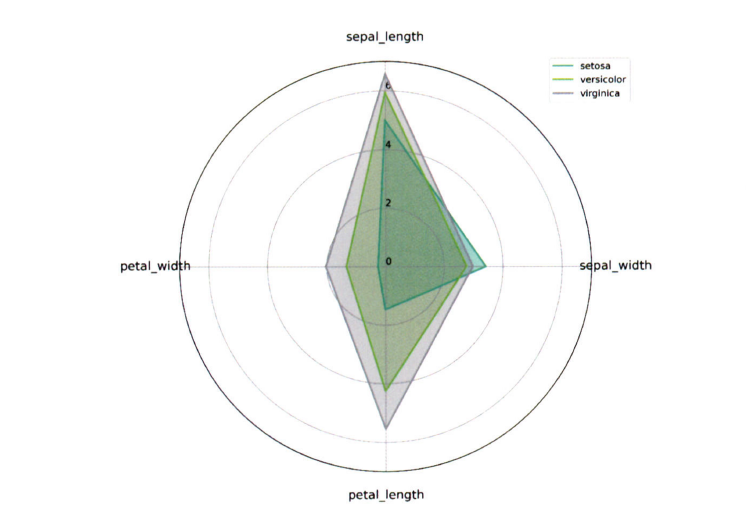 sepal_length
setosa
versicolor
virginica
6
4
2
0
petal_width
sepal_width
petal_length